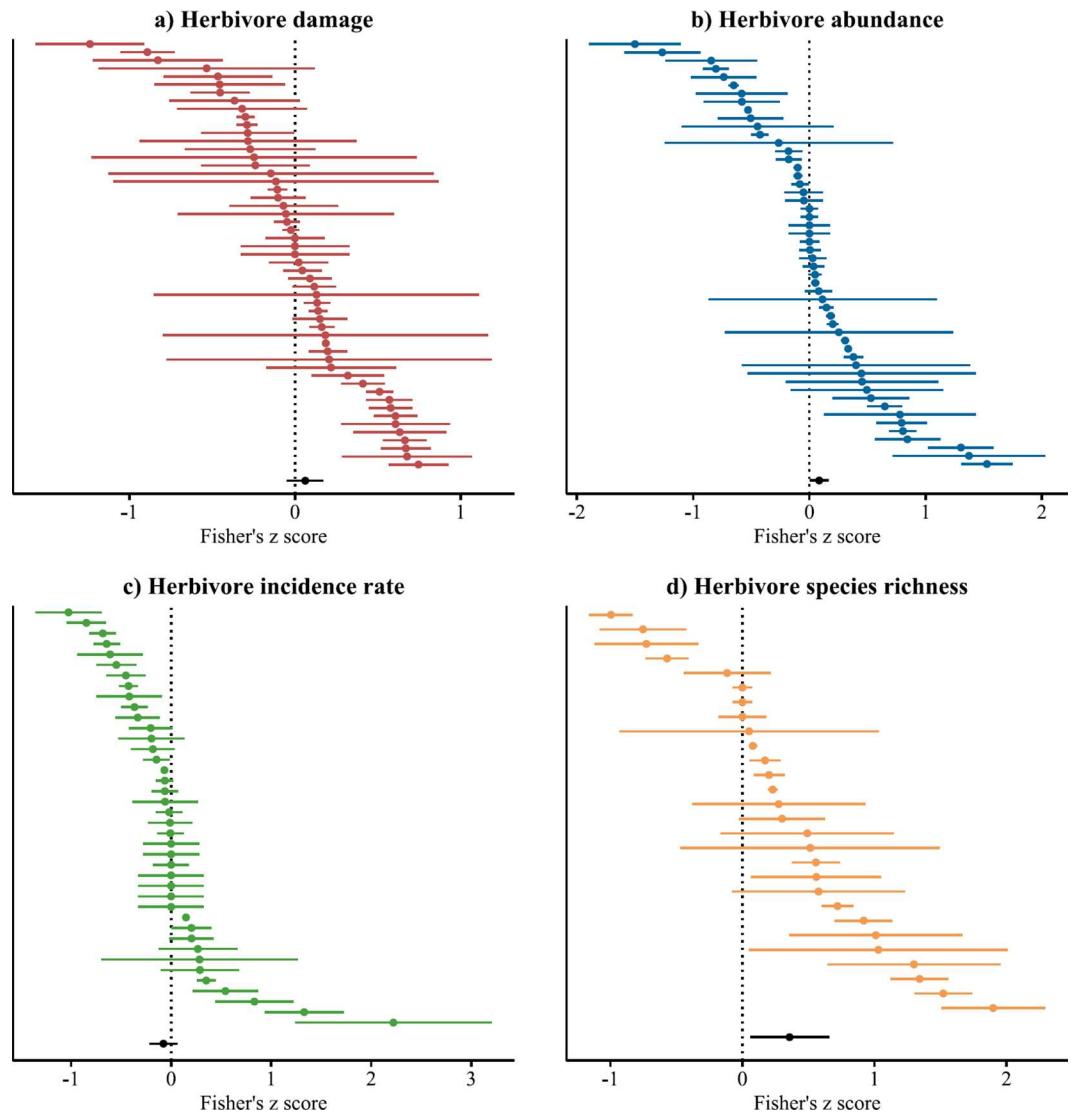 a) Herbivore damage
-1 0 1
Fisher's z score
b) Herbivore abundance
-2 -1 0 1 2
Fisher's z score
c) Herbivore incidence rate
-1 0 1 2 3
Fisher's z score
d) Herbivore species richness
-1 0 1 2
Fisher's z score